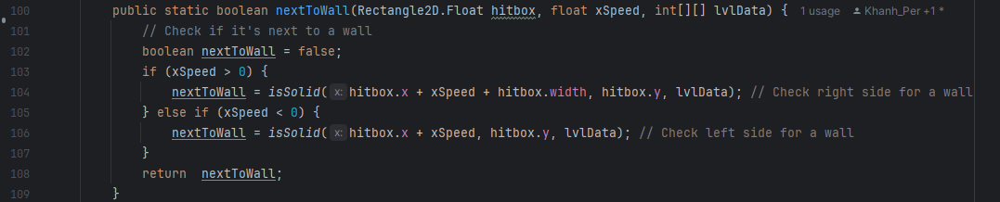 100 public static boolean nextToWall(Rectangle2D.Float hitbox, float xSpeed, int[][] lvlData) { 1 usage Khanh_Per +1 *
101 // Check if it's next to a wall
102 boolean nextToWall = false;
103 if (xSpeed > 0) {
104 nextToWall = isSolid( x: hitbox.x + xSpeed + hitbox.width, hitbox.y, lvlData); // Check right side for a wall
105 } else if (xSpeed < 0) {
106 nextToWall = isSolid( x: hitbox.x + xSpeed, hitbox.y, lvlData); // Check left side for a wall
107 }
108 return  nextToWall;
109 }